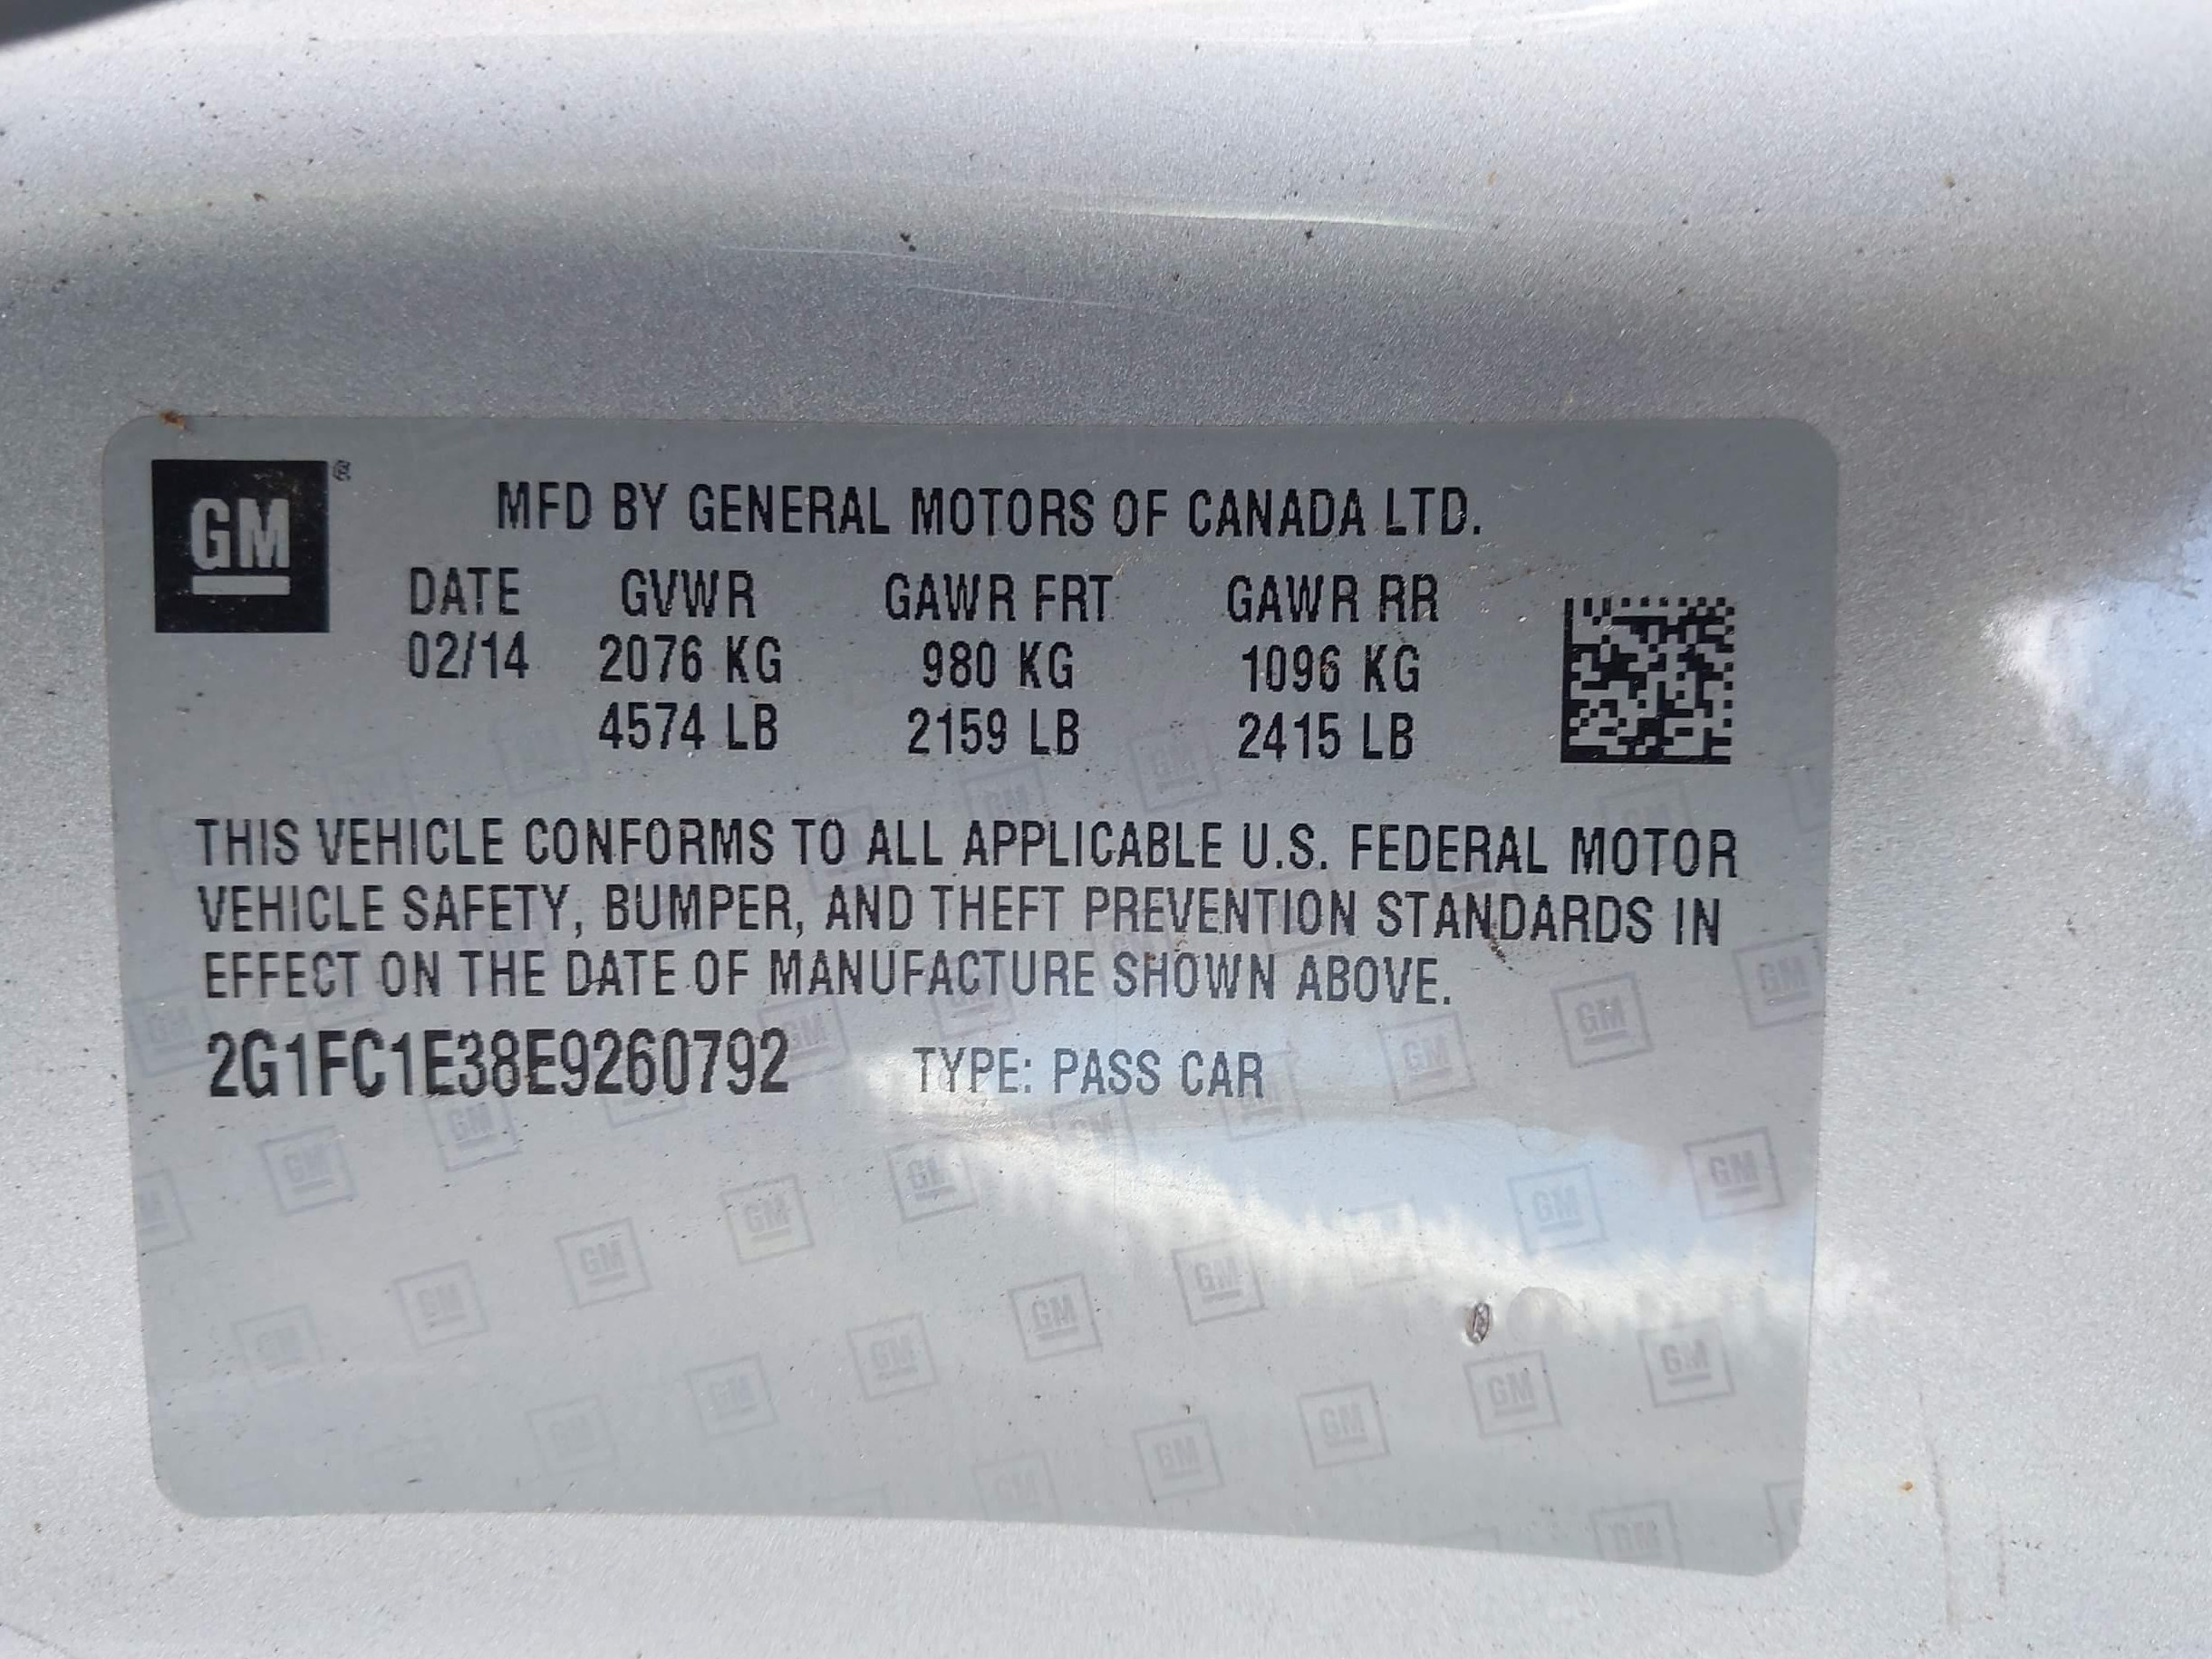 GM
MFD BY GENERAL MOTORS OF CANADA LTD.
DATE GVWR GAWR FRT GAWR RR
02/14 2076 KG 980 KG 1096 KG
4574 LB 2159 LB 2415 LB
THIS VEHICLE CONFORMS TO ALL APPLICABLE U.S. FEDERAL MOTOR
VEHICLE SAFETY, BUMPER, AND THEFT PREVENTION STANDARDS IN
EFFECT ON THE DATE OF MANUFACTURE SHOWN ABOVE.
2G1FC1E38E9260792 TYPE: PASS CAR